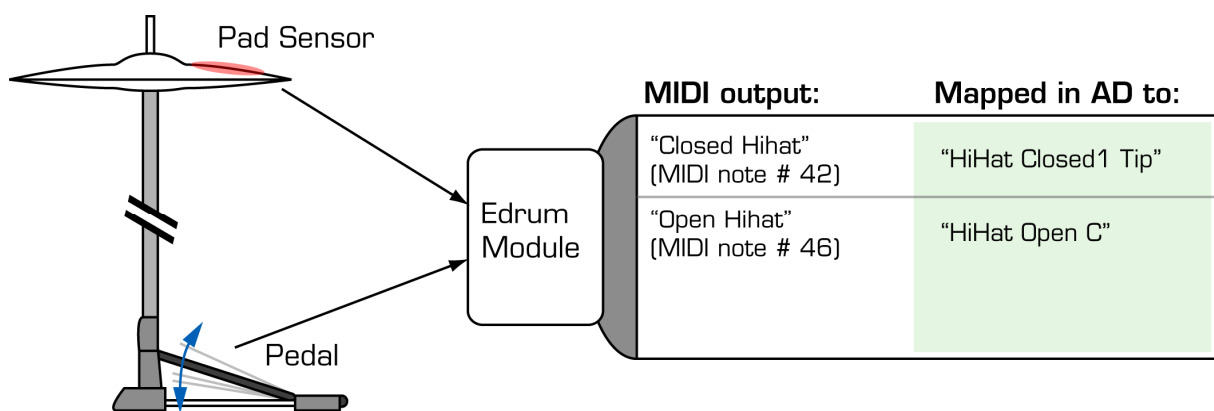 Pad Sensor
MIDI output:
Mapped in AD to:
“Closed Hihat”
(MIDI note # 42)
“HiHat Closed1 Tip”
Edrum
Module
“Open Hihat”
(MIDI note # 46)
“HiHat Open C”
Pedal